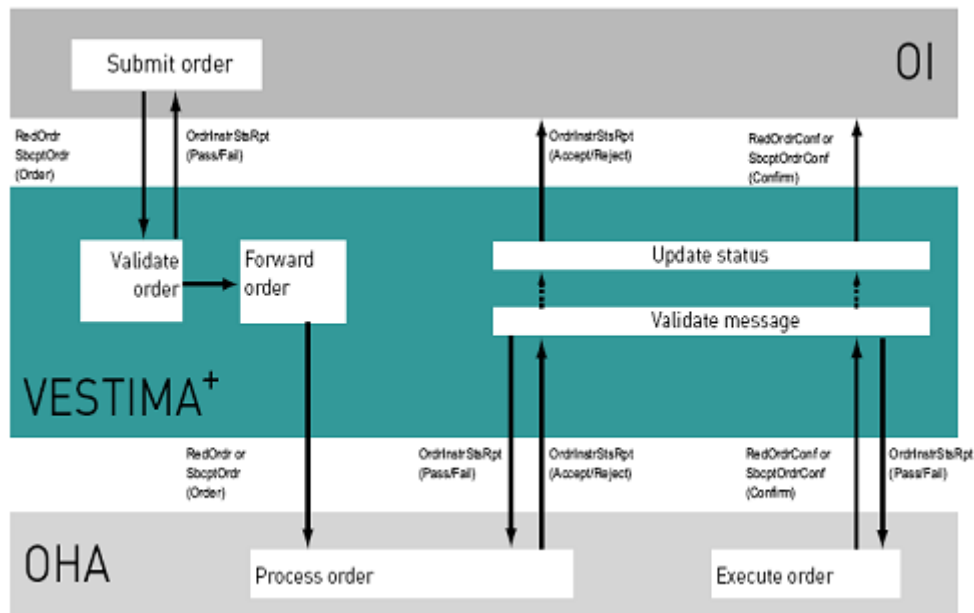 Submit order
OI
RedOrdr
SbcptOrdr
(Order)
OrdrInstrStsRpt
(Pass/Fail)
OrdrInstrStsRpt
(Accept/Reject)
RedOrdrConf or
SbcptOrdrConf
(Confirm)
Validate
order
Forward
order
Update status
Validate message
VESTIMA+
RedOrdr or
SbcptOrdr
(Order)
OrdrInstrStsRpt
(Pass/Fail)
OrdrInstrStsRpt
(Accept/Reject)
RedOrdrConf or
SbcptOrdrConf
(Confirm)
OrdrInstrStsRpt
(Pass/Fail)
OHA
Process order
Execute order